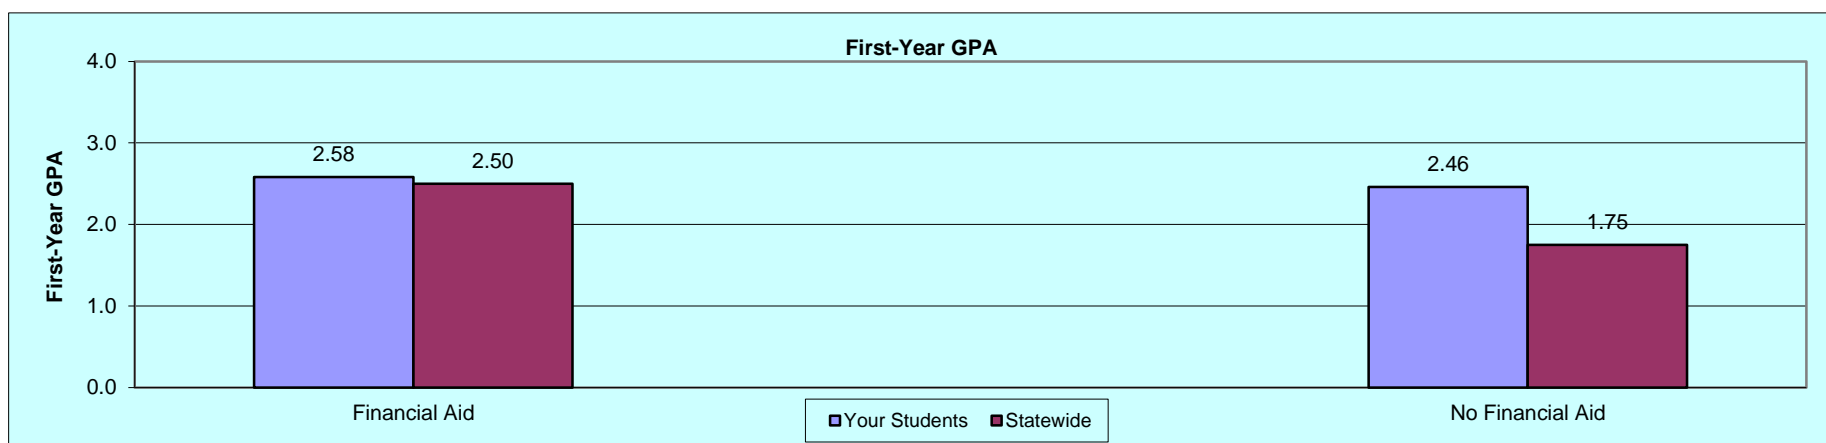 First-Year GPA
4.0
3.0
2.0
1.0
0.0
First-Year GPA
2.58
2.50
2.46
1.75
Financial Aid
No Financial Aid
Your Students
Statewide